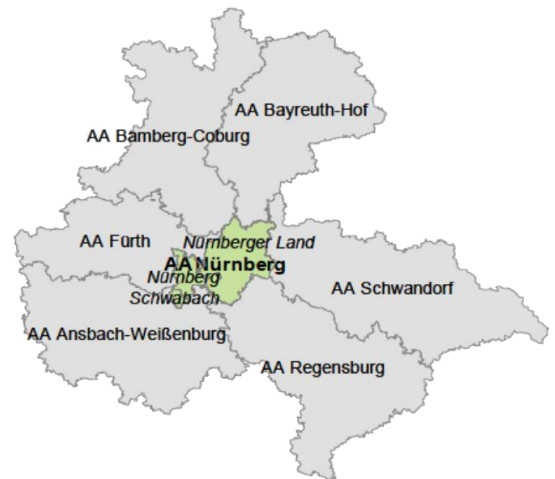 AA Bayreuth-Hof
AA Bamberg-Coburg
AA Fürth
Nürnberger Land
AA Nürnberg
Nürnberg
Schwabach
AA Schwandorf
AA Ansbach-Weißenburg
AA Regensburg